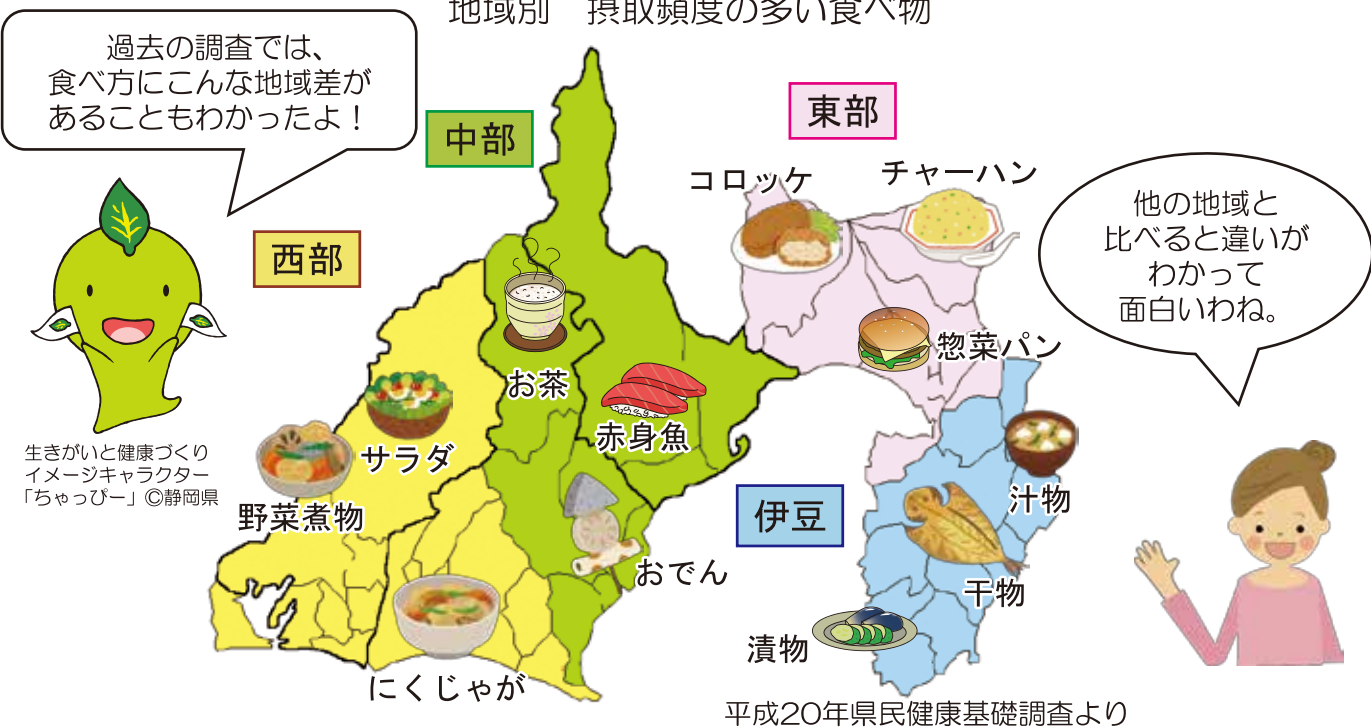 地域別　摂取頻度の多い食べ物
過去の調査では、
食べ方にこんな地域差が
あることもわかったよ！
中部
東部
コロッケ
チャーハン
他の地域と
比べると違いが
わかって
面白いわね。
西部
惣菜パン
お茶
赤身魚
サラダ
生きがいと健康づくり
イメージキャラクター
「ちゃっぴー」©静岡県
野菜煮物
伊豆
汁物
おでん
干物
漬物
にくじゃが
平成20年県民健康基礎調査より